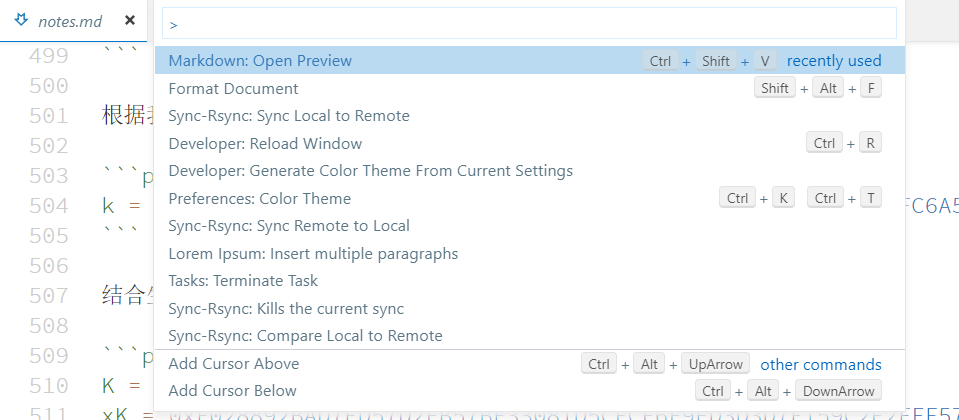 notes.md ×
>
Markdown: Open Preview Ctrl + Shift + V recently used
Format Document Shift + Alt + F
Sync-Rsync: Sync Local to Remote
Developer: Reload Window Ctrl + R
Developer: Generate Color Theme From Current Settings
Preferences: Color Theme Ctrl + K Ctrl + T
Sync-Rsync: Sync Remote to Local
Lorem Ipsum: Insert multiple paragraphs
Tasks: Terminate Task
Sync-Rsync: Kills the current sync
Sync-Rsync: Compare Local to Remote
Add Cursor Above Ctrl + Alt + UpArrow other commands
Add Cursor Below Ctrl + Alt + DownArrow
499 ```
500
501 根据
502
503 ```p
504 k = FC6A5
505 ```
506
507 结合
508
509 ```p
510 K =
511 xK =